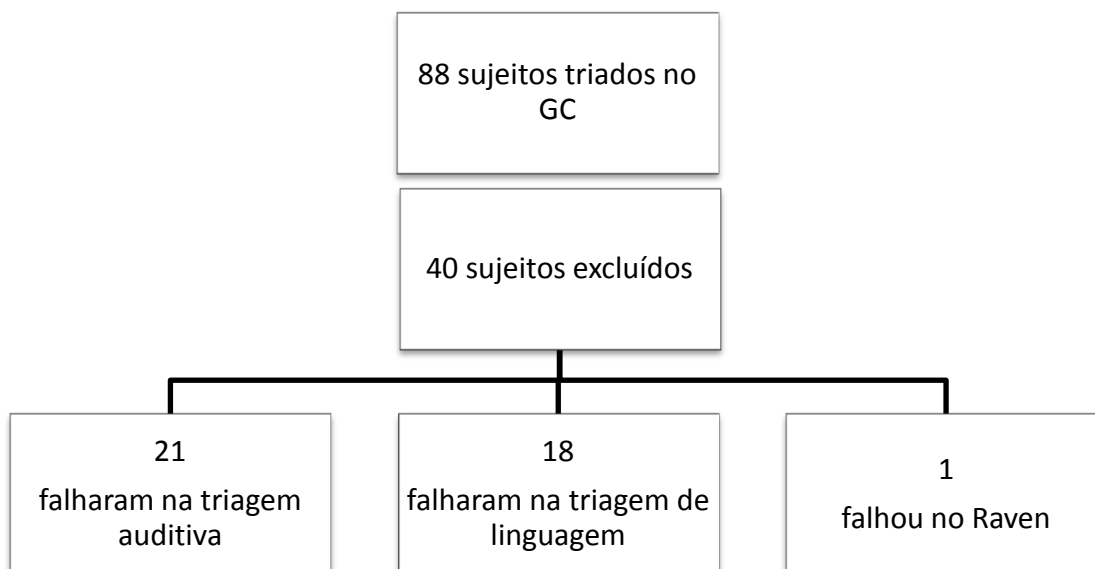 88 sujeitos triados no
GC
40 sujeitos excluídos
21
falharam na triagem
auditiva
18
falharam na triagem de
linguagem
1
falhou no Raven